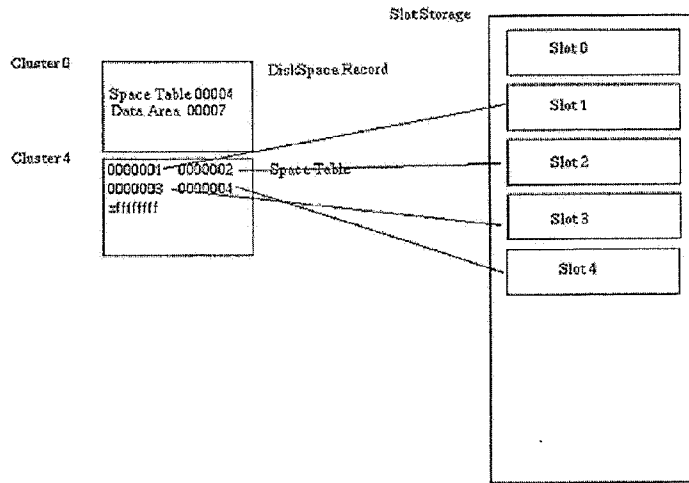 SlotStorage
Cluster 0
DiskSpace Record
Space Table 00004
Data Area 00007
Cluster 4
Space Table
0000001 0000002
0000003 0000004
Slot 0
Slot 1
Slot 2
Slot 3
Slot 4